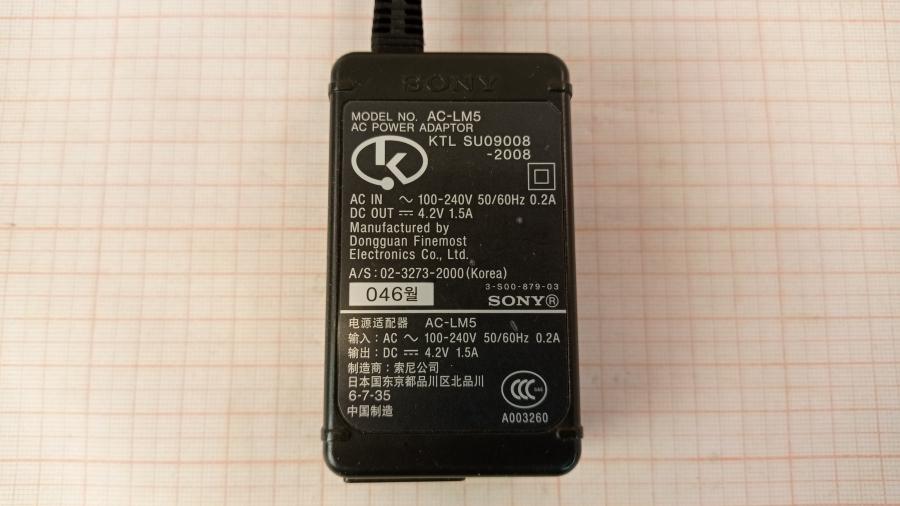 SONY
MODEL NO. AC-LM5
AC POWER ADAPTOR
KTL SU09008
-2008
AC IN ～ 100-240V 50/60Hz 0.2A
DC OUT ⎓ 4.2V 1.5A
Manufactured by
Dongguan Finemost
Electronics Co., Ltd.
A/S : 02-3273-2000 (Korea)
3-S00-879-03
046월
SONY®
电源适配器 AC-LM5
输入 : AC ～ 100-240V 50/60Hz 0.2A
输出 : DC ⎓ 4.2V 1.5A
制造商 : 索尼公司
日本国东京都品川区北品川
6-7-35
中国制造
A003260